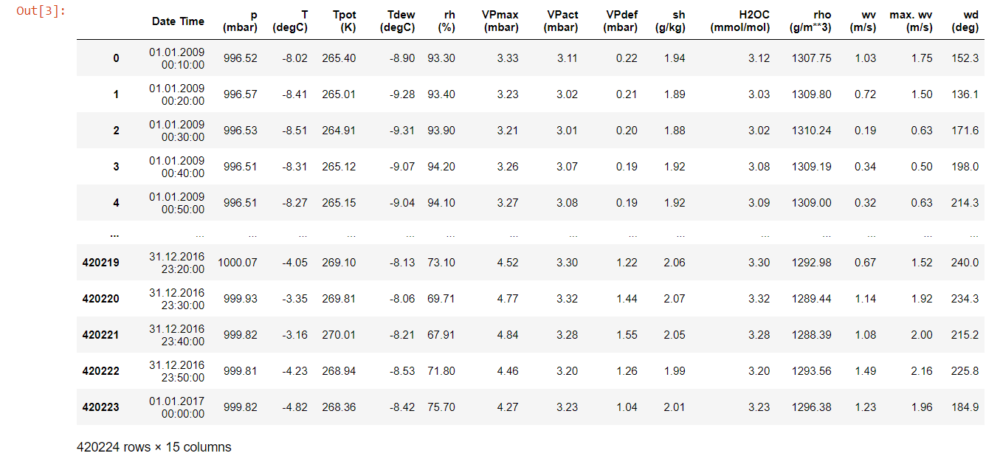 Out[3]:
Date Time p (mbar) T (degC) Tpot (K) Tdew (degC) rh (%) VPmax (mbar) VPact (mbar) VPdef (mbar) sh (g/kg) H2OC (mmol/mol) rho (g/m**3) wv (m/s) max. wv (m/s) wd (deg)
0 01.01.2009 00:10:00 996.52 -8.02 265.40 -8.90 93.30 3.33 3.11 0.22 1.94 3.12 1307.75 1.03 1.75 152.3
1 01.01.2009 00:20:00 996.57 -8.41 265.01 -9.28 93.40 3.23 3.02 0.21 1.89 3.03 1309.80 0.72 1.50 136.1
2 01.01.2009 00:30:00 996.53 -8.51 264.91 -9.31 93.90 3.21 3.01 0.20 1.88 3.02 1310.24 0.19 0.63 171.6
3 01.01.2009 00:40:00 996.51 -8.31 265.12 -9.07 94.20 3.26 3.07 0.19 1.92 3.08 1309.19 0.34 0.50 198.0
4 01.01.2009 00:50:00 996.51 -8.27 265.15 -9.04 94.10 3.27 3.08 0.19 1.92 3.09 1309.00 0.32 0.63 214.3
... ... ... ... ... ... ... ... ... ... ... ... ... ... ... ...
420219 31.12.2016 23:20:00 1000.07 -4.05 269.10 -8.13 73.10 4.52 3.30 1.22 2.06 3.30 1292.98 0.67 1.52 240.0
420220 31.12.2016 23:30:00 999.93 -3.35 269.81 -8.06 69.71 4.77 3.32 1.44 2.07 3.32 1289.44 1.14 1.92 234.3
420221 31.12.2016 23:40:00 999.82 -3.16 270.01 -8.21 67.91 4.84 3.28 1.55 2.05 3.28 1288.39 1.08 2.00 215.2
420222 31.12.2016 23:50:00 999.81 -4.23 268.94 -8.53 71.80 4.46 3.20 1.26 1.99 3.20 1293.56 1.49 2.16 225.8
420223 01.01.2017 00:00:00 999.82 -4.82 268.36 -8.42 75.70 4.27 3.23 1.04 2.01 3.23 1296.38 1.23 1.96 184.9
420224 rows × 15 columns